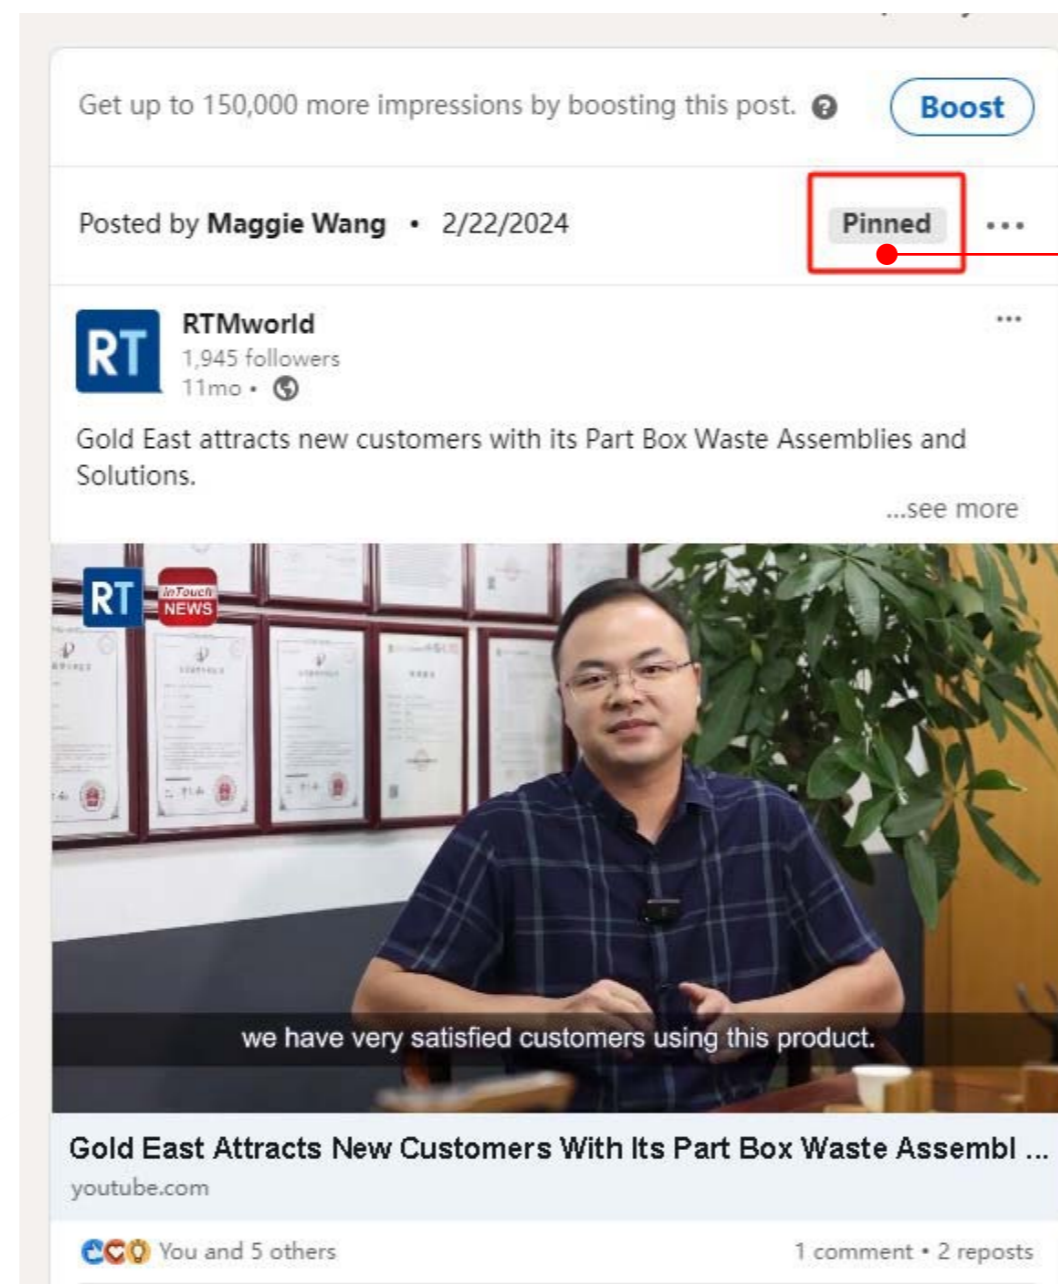 Get up to 150,000 more impressions by boosting this post. ?
Boost
Posted by Maggie Wang • 2/22/2024
Pinned
...
RT
RTMworld
...
1,945 followers
11mo •
Gold East attracts new customers with its Part Box Waste Assemblies and
Solutions.
...see more
RT
inTouch
NEWS
we have very satisfied customers using this product.
Gold East Attracts New Customers With Its Part Box Waste Assembl ...
youtube.com
You and 5 others
1 comment • 2 reposts